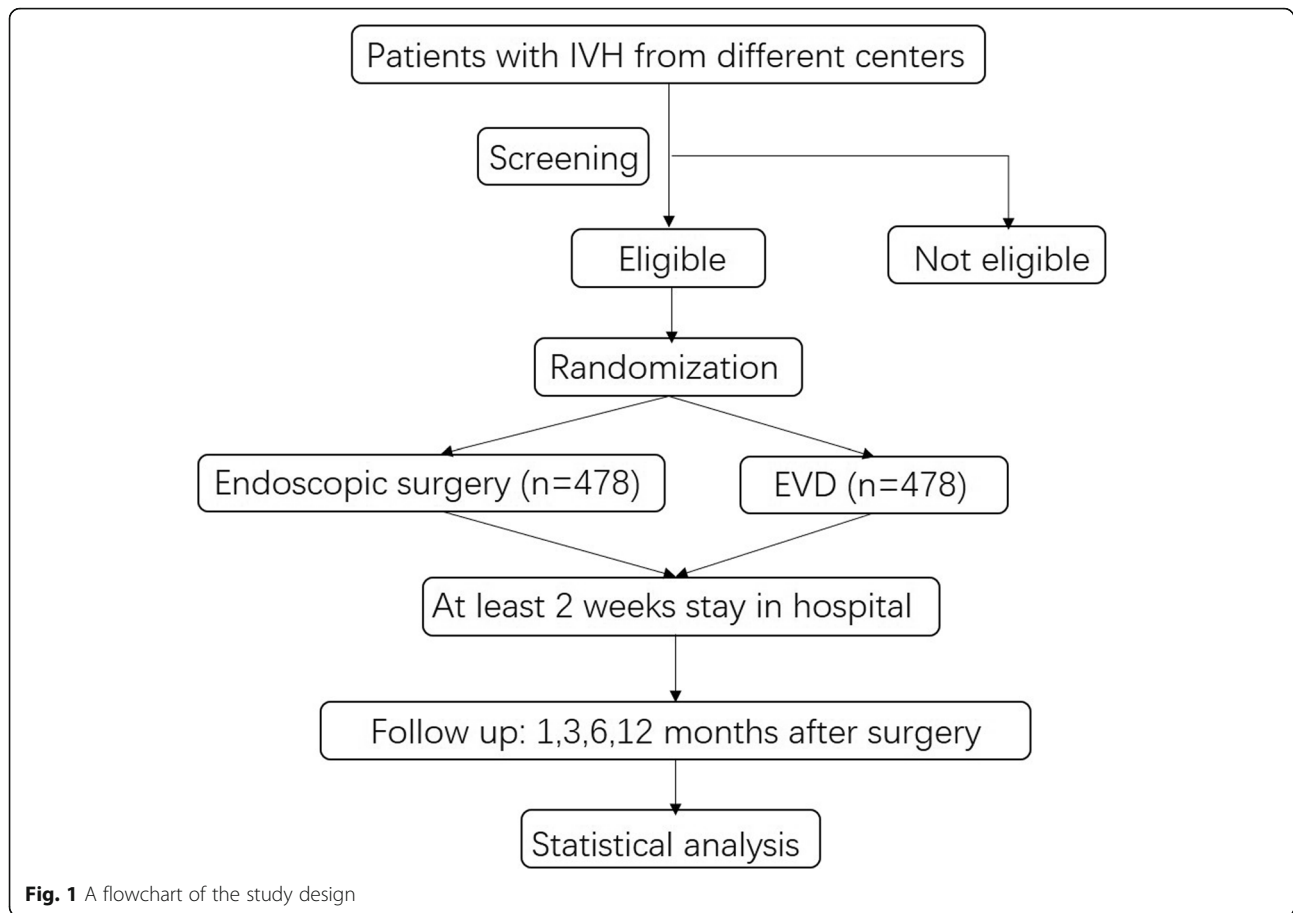 Patients with IVH from different centers
Screening
Eligible
Not eligible
Randomization
Endoscopic surgery (n=478)
EVD (n=478)
At least 2 weeks stay in hospital
Follow up: 1,3,6,12 months after surgery
Statistical analysis
Fig. 1 A flowchart of the study design